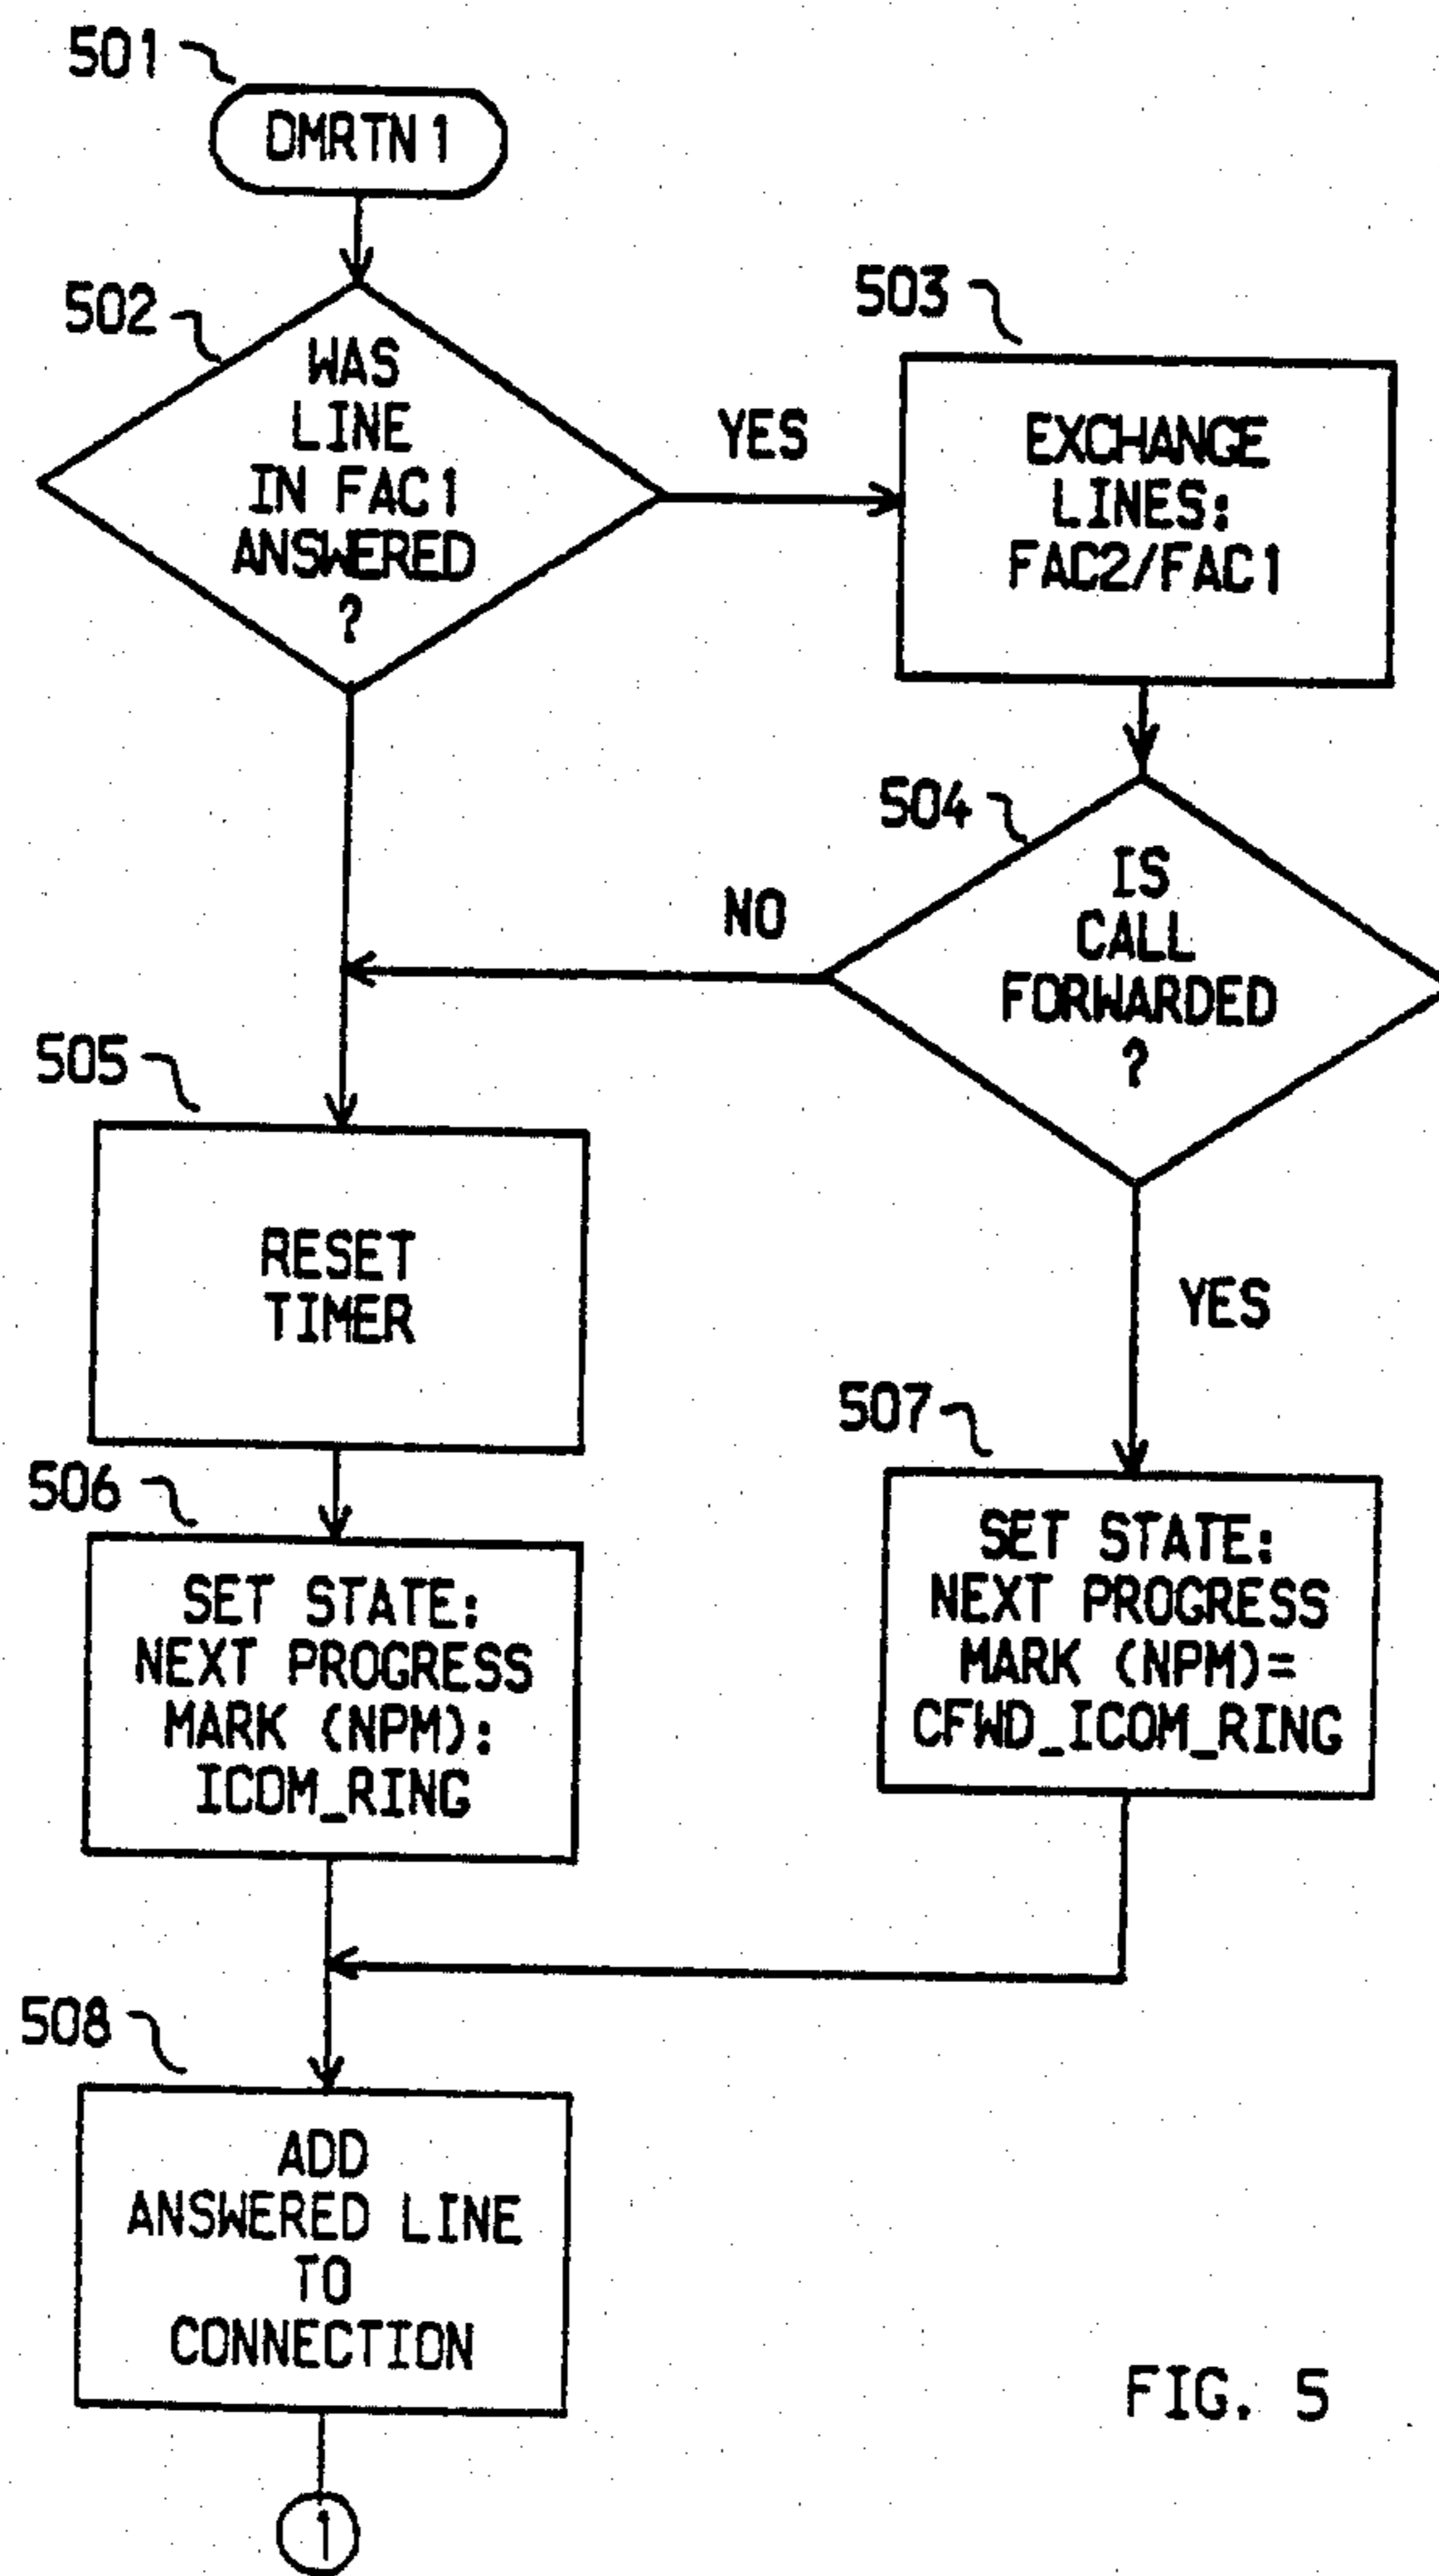 501
DMRTN 1
502
WAS
LINE
IN FAC1
ANSWERED
?
YES
503
EXCHANGE
LINES:
FAC2/FAC1
504
IS
CALL
FORWARDED
?
NO
YES
505
RESET
TIMER
506
SET STATE:
NEXT PROGRESS
MARK (NPM):
ICOM_RING
507
SET STATE:
NEXT PROGRESS
MARK (NPM)=
CFWD_ICOM_RING
508
ADD
ANSWERED LINE
TO
CONNECTION
1
FIG. 5